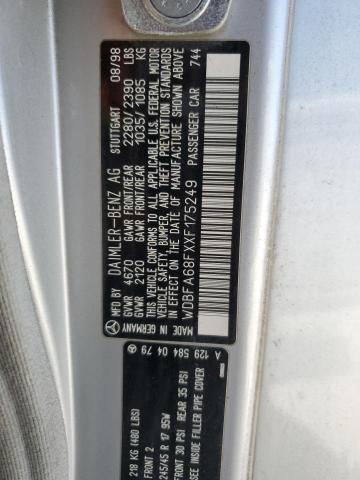 MFD BY DAIMLER-BENZ AG STUTTGART 08/98
GVWR 4670 GAWR FRONT/REAR 2280/2390 LBS
GVWR 2120 GAWR FRONT/REAR 1035/1085 KG
THIS VEHICLE CONFORMS TO ALL APPLICABLE U.S. FEDERAL MOTOR
VEHICLE SAFETY, BUMPER, AND THEFT PREVENTION STANDARDS
IN EFFECT ON THE DATE OF MANUFACTURE SHOWN ABOVE
WDBFA68FXXF175249 PASSENGER CAR 744
MADE IN GERMANY
A 129 584 04 79
218 KG (480 LBS)
FRONT 2
245/45 R 17 95W
FRONT 30 PSI REAR 35 PSI
SEE INSIDE FILLER PIPE COVER